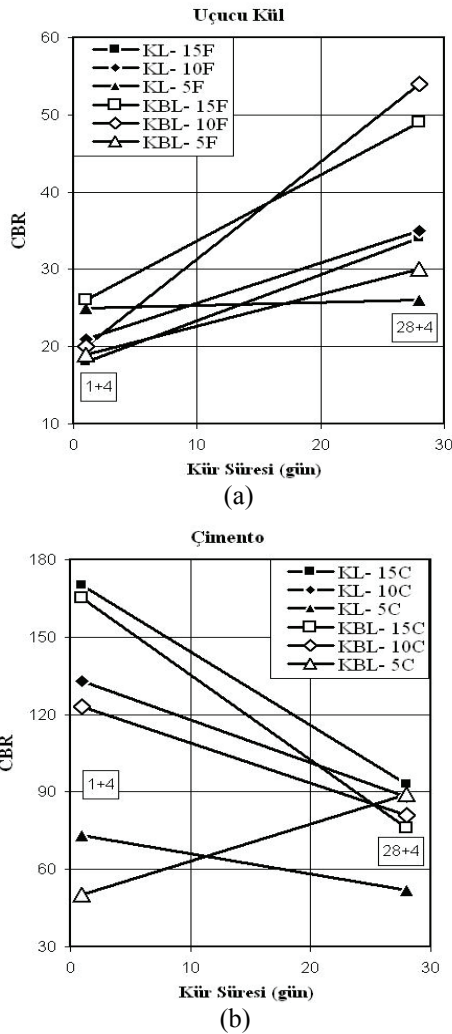 Uçucu Kül
60
50
40
30
20
10
CBR
KL- 15F
KL- 10F
KL- 5F
KBL- 15F
KBL- 10F
KBL- 5F
1+4
28+4
0
10
20
30
Kür Süresi (gün)
(a)
Çimento
180
150
120
90
60
30
CBR
KL- 15C
KL- 10C
KL- 5C
KBL- 15C
KBL- 10C
KBL- 5C
1+4
28+4
0
10
20
30
Kür Süresi (gün)
(b)